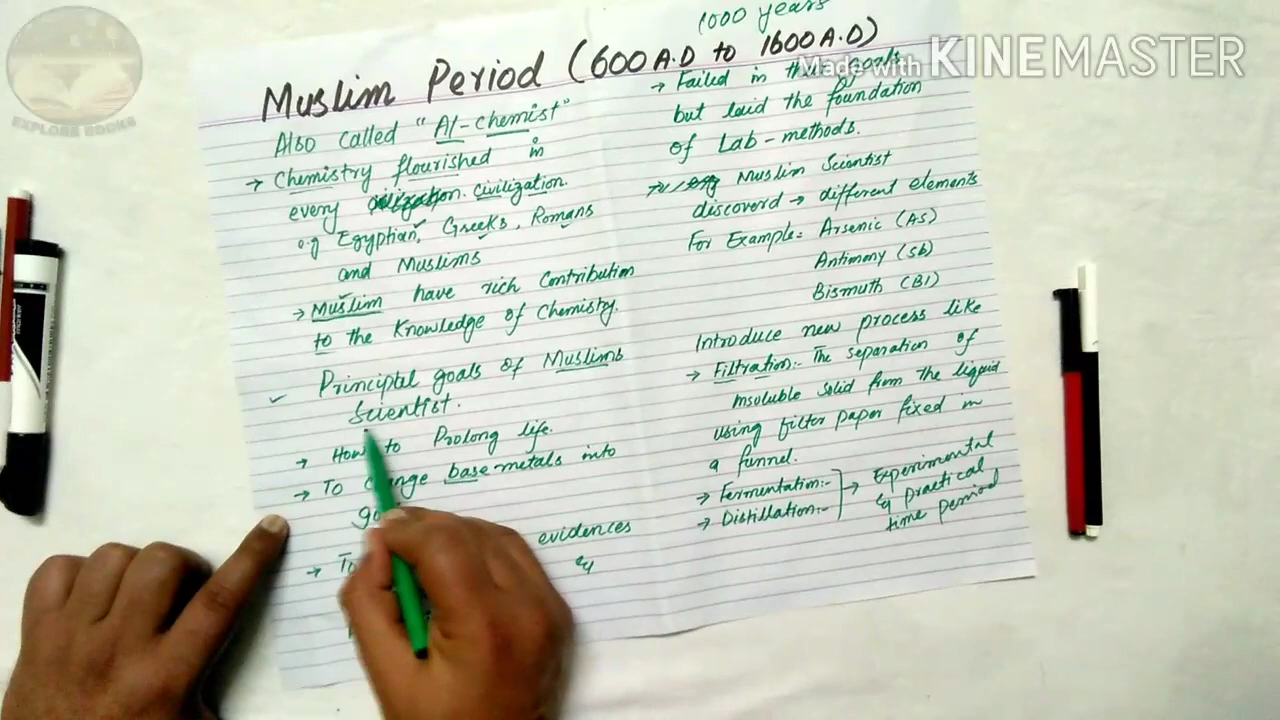 1000 years
Muslim Period (600 A.D to 1600 A.D)
Also called "Al-chemist"
→ Chemistry flourished in
every civilization.
e.g Egyptian, Greeks, Romans
and Muslims
→ Muslim have rich Contribution
to the Knowledge of Chemistry.
Principtal goals of Muslims
Scientist.
→ How to Prolong life.
→ To change base metals into
evidences
&
→ Failed in their goals
but laid the foundation
of Lab-methods.
Muslim Scientist
discoverd → different elements
For Example:- Arsenic (AS)
Antimony (Sb)
Bismuth (BI)
Introduce new process like
→ Filtration:- The separation of
insoluble solid from the liquid
using filter paper fixed in
a funnel.
→ Fermentation:-
→ Distillation:-
→ Experimental
& practical
time period
EXPLORE BOOKS
Made with KINEMASTER